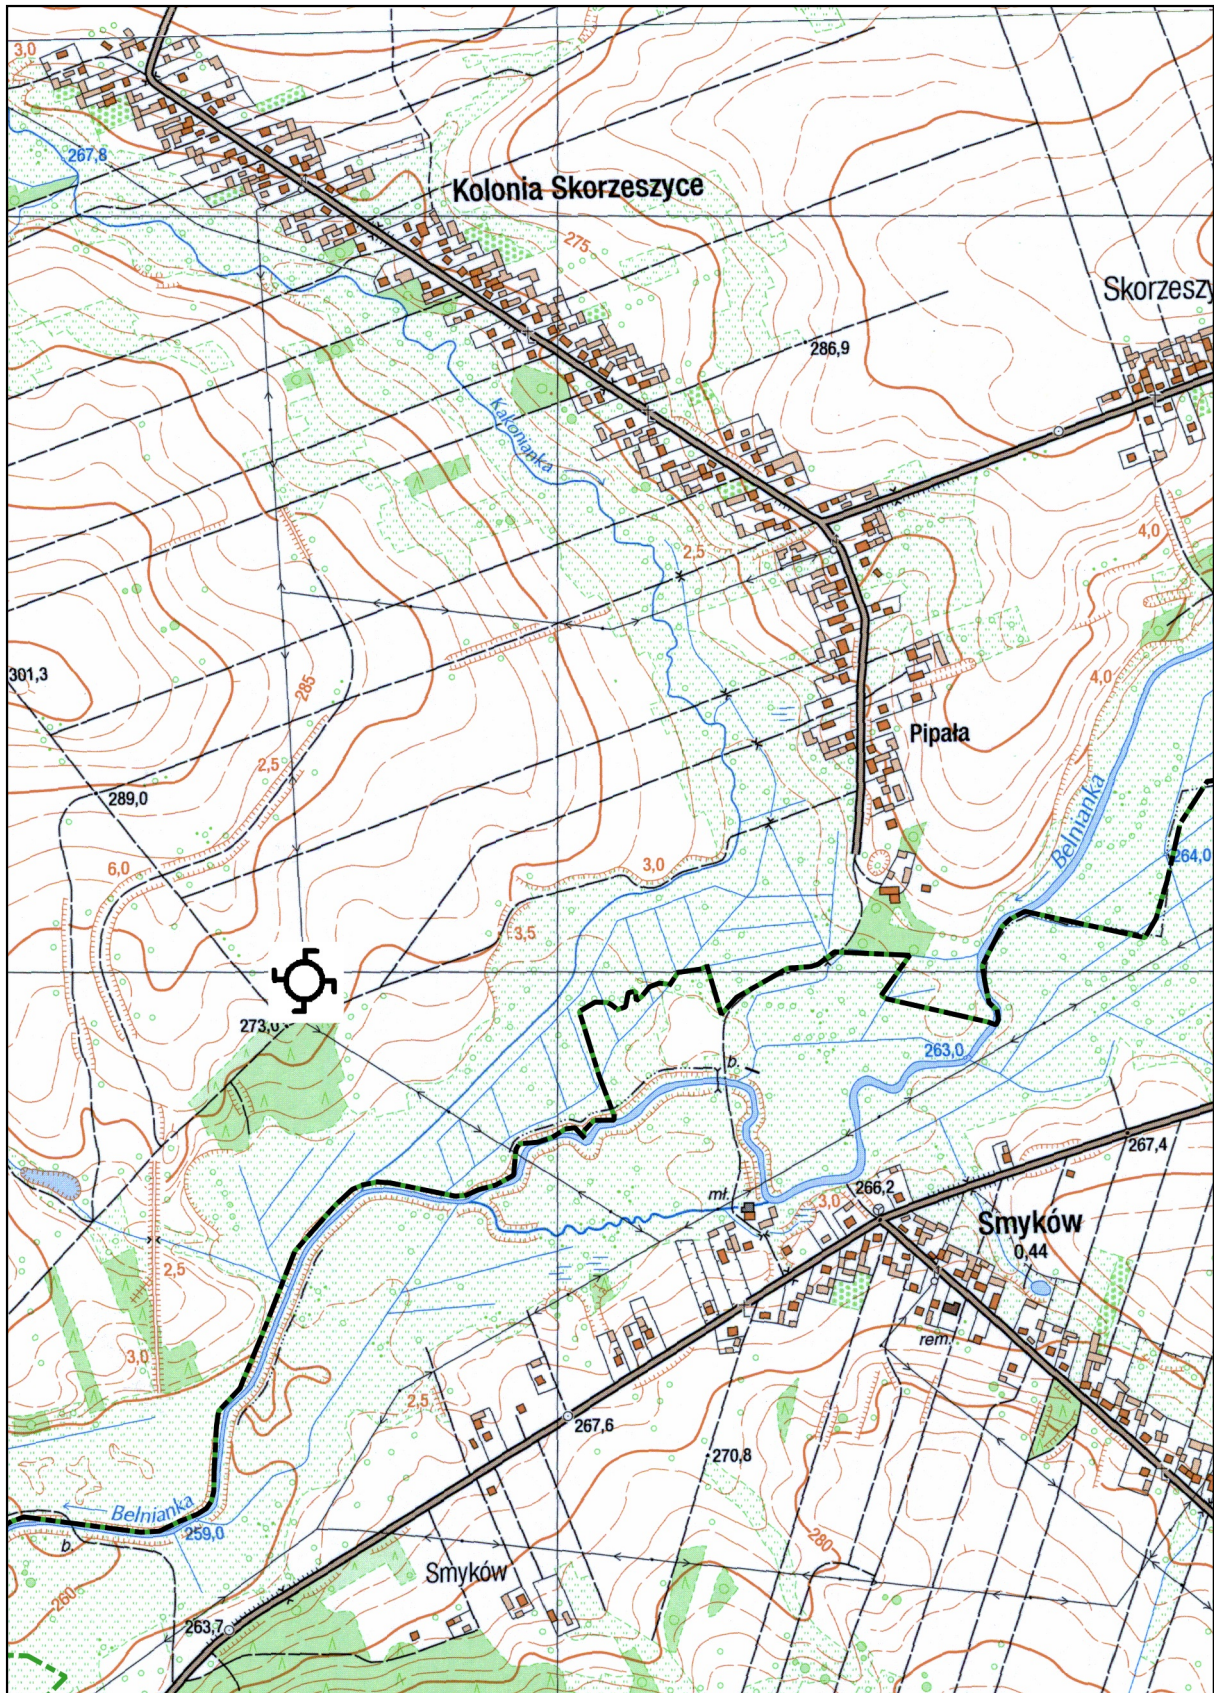 3,0
267,8
Kolonia Skorzeszyce
275
Skorzeszy
286,9
Kakonianka
4,0
2,5
301,3
285
4,0
Pipała
2,5
289,0
Belnianka
264,0
6,0
3,0
3,5
273,0
263,0
b.
267,4
mł.
3,0
266,2
Smyków
0,44
2,5
rem.
3,0
2,5
267,6
270,8
Belnianka
259,0
b.
280
Smyków
260
263,7